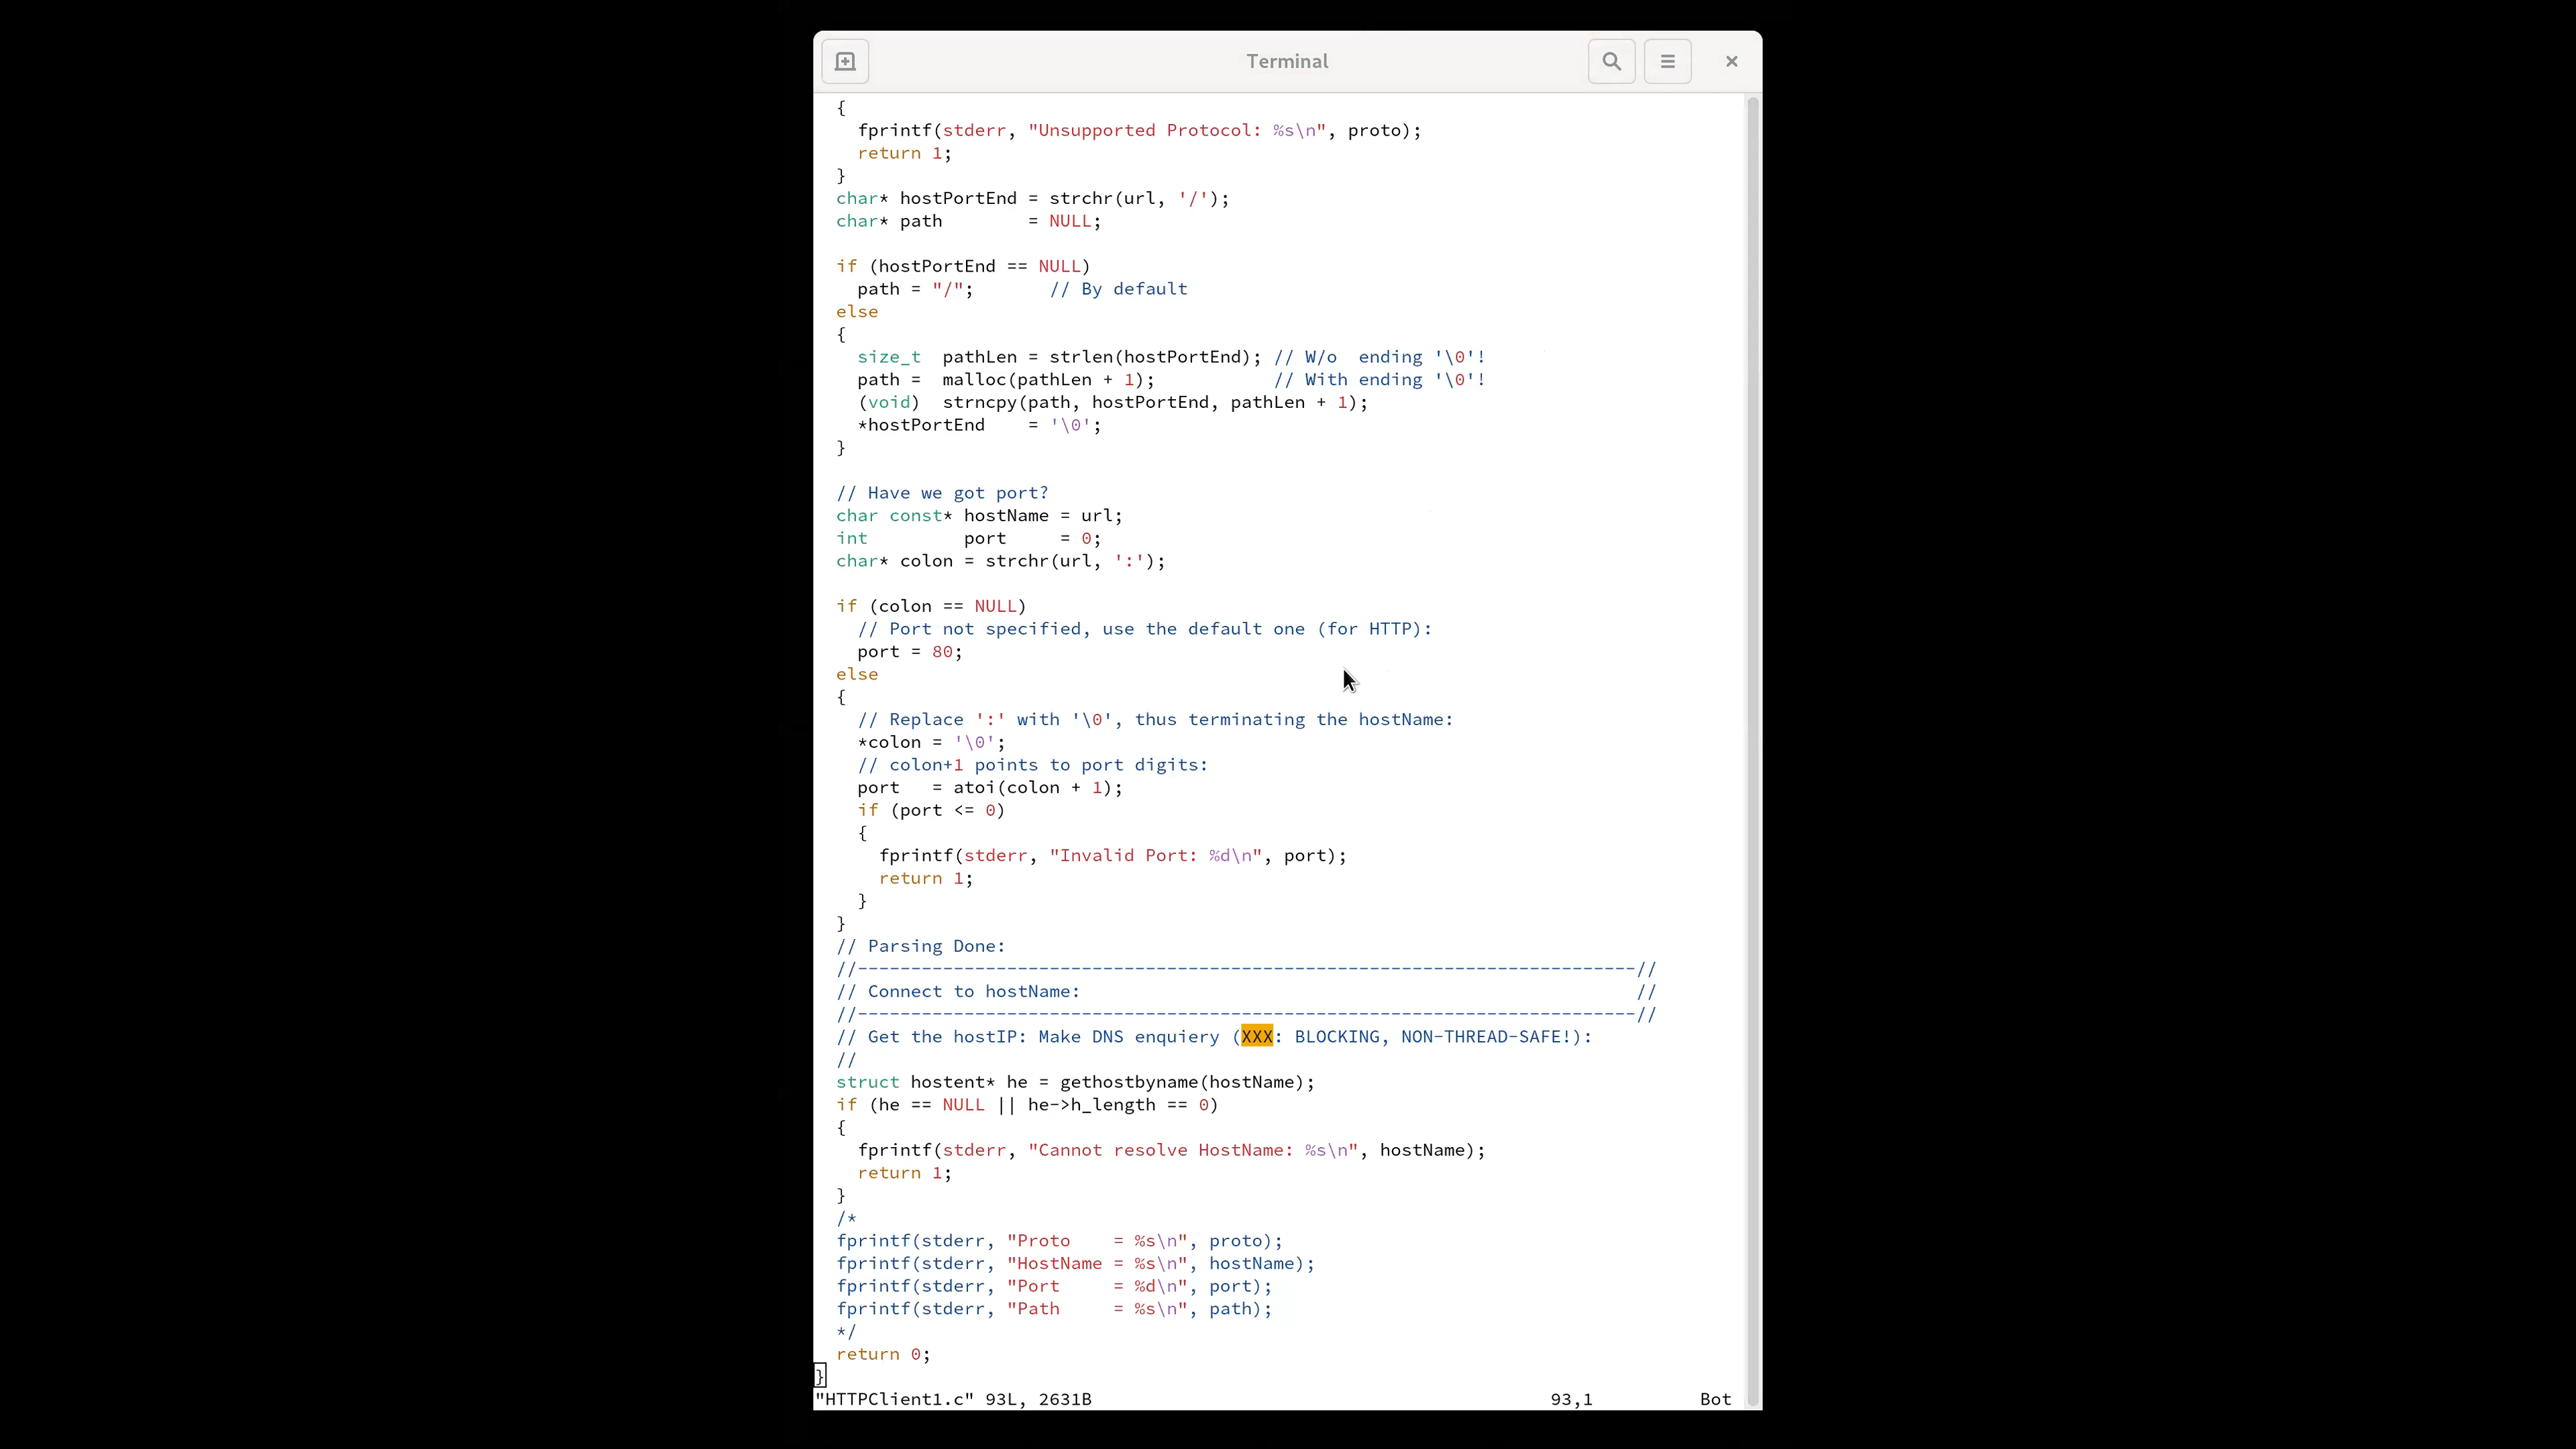 Terminal
  {
    fprintf(stderr, "Unsupported Protocol: %s\n", proto);
    return 1;
  }
  char* hostPortEnd = strchr(url, '/');
  char* path        = NULL;

  if (hostPortEnd == NULL)
    path = "/";       // By default
  else
  {
    size_t  pathLen = strlen(hostPortEnd); // W/o  ending '\0'!
    path =  malloc(pathLen + 1);           // With ending '\0'!
    (void)  strncpy(path, hostPortEnd, pathLen + 1);
    *hostPortEnd    = '\0';
  }

  // Have we got port?
  char const* hostName = url;
  int         port     = 0;
  char* colon = strchr(url, ':');

  if (colon == NULL)
    // Port not specified, use the default one (for HTTP):
    port = 80;
  else
  {
    // Replace ':' with '\0', thus terminating the hostName:
    *colon = '\0';
    // colon+1 points to port digits:
    port   = atoi(colon + 1);
    if (port <= 0)
    {
      fprintf(stderr, "Invalid Port: %d\n", port);
      return 1;
    }
  }
  // Parsing Done:
  //-------------------------------------------------------------------------//
  // Connect to hostName:                                                    //
  //-------------------------------------------------------------------------//
  // Get the hostIP: Make DNS enquiery (XXX: BLOCKING, NON-THREAD-SAFE!):
  //
  struct hostent* he = gethostbyname(hostName);
  if (he == NULL || he->h_length == 0)
  {
    fprintf(stderr, "Cannot resolve HostName: %s\n", hostName);
    return 1;
  }
  /*
  fprintf(stderr, "Proto    = %s\n", proto);
  fprintf(stderr, "HostName = %s\n", hostName);
  fprintf(stderr, "Port     = %d\n", port);
  fprintf(stderr, "Path     = %s\n", path);
  */
  return 0;
}
"HTTPClient1.c" 93L, 2631B                                           93,1          Bot